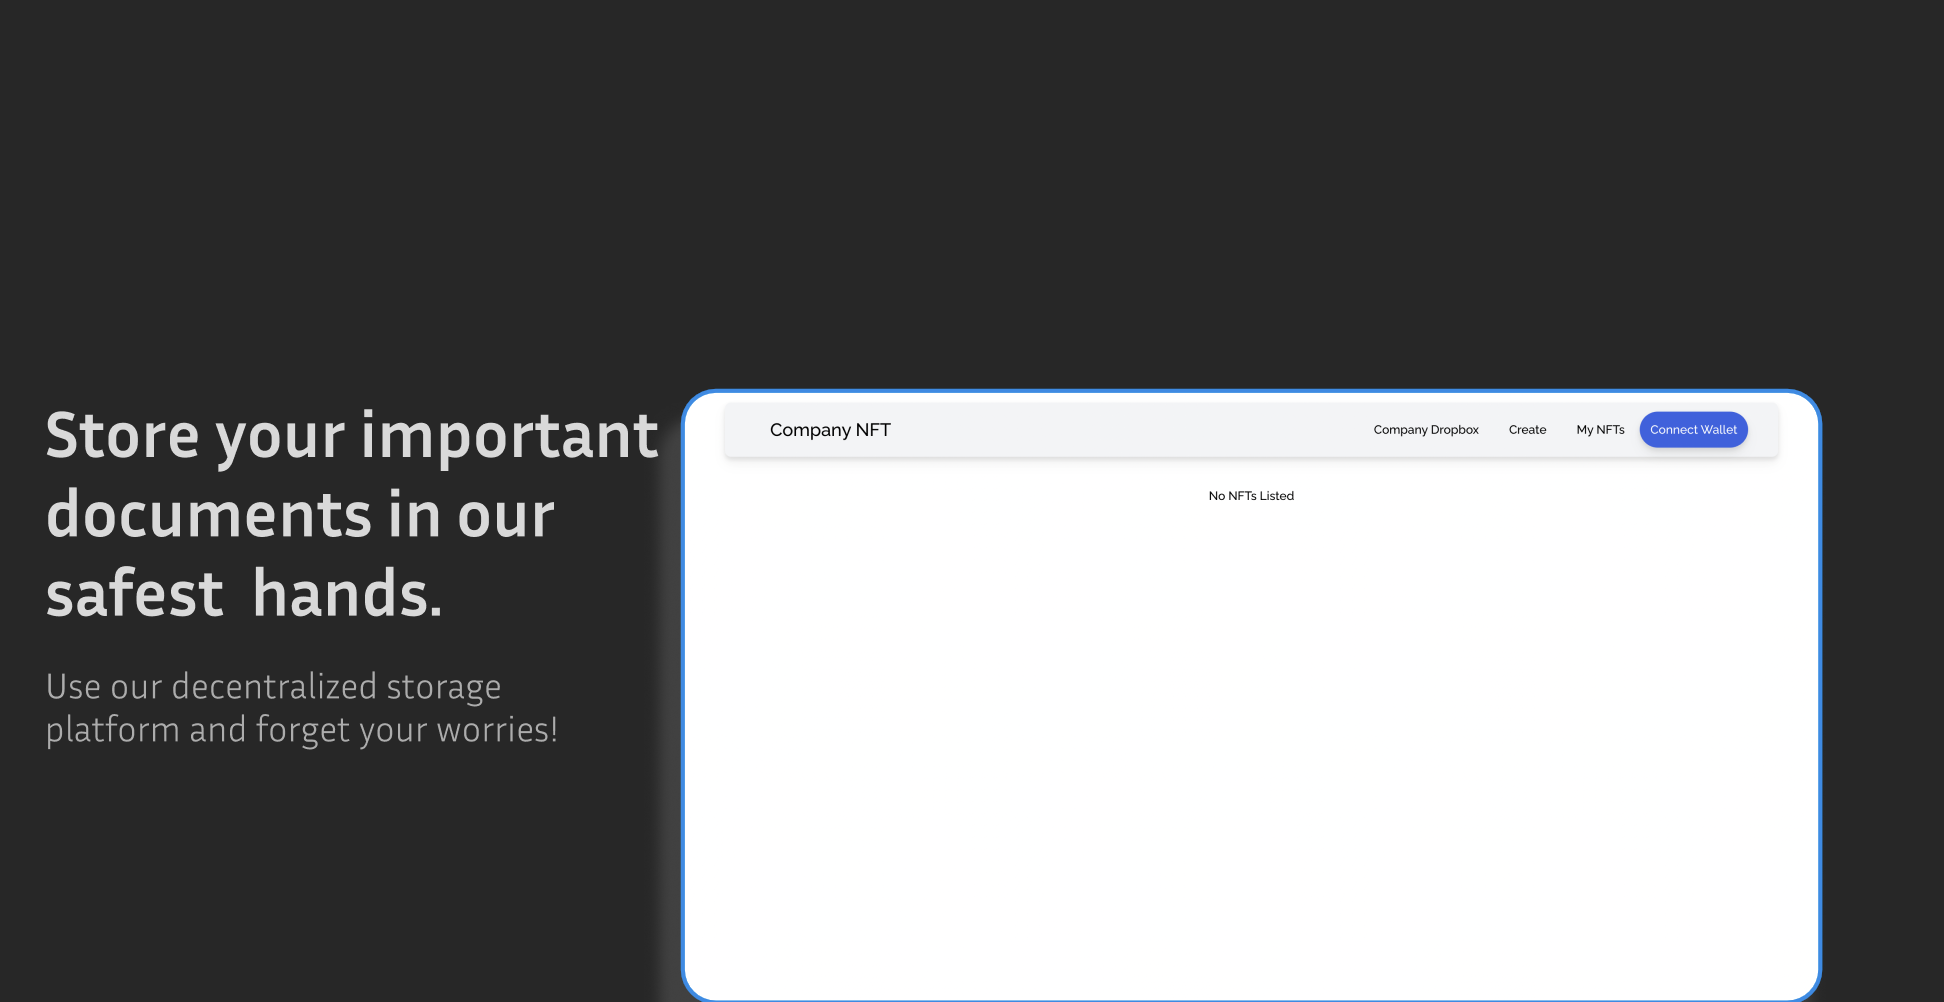 Store your important
documents in our
safest  hands.
Use our decentralized storage
platform and forget your worries!
Company NFT
Company Dropbox
Create
My NFTs
Connect Wallet
No NFTs Listed